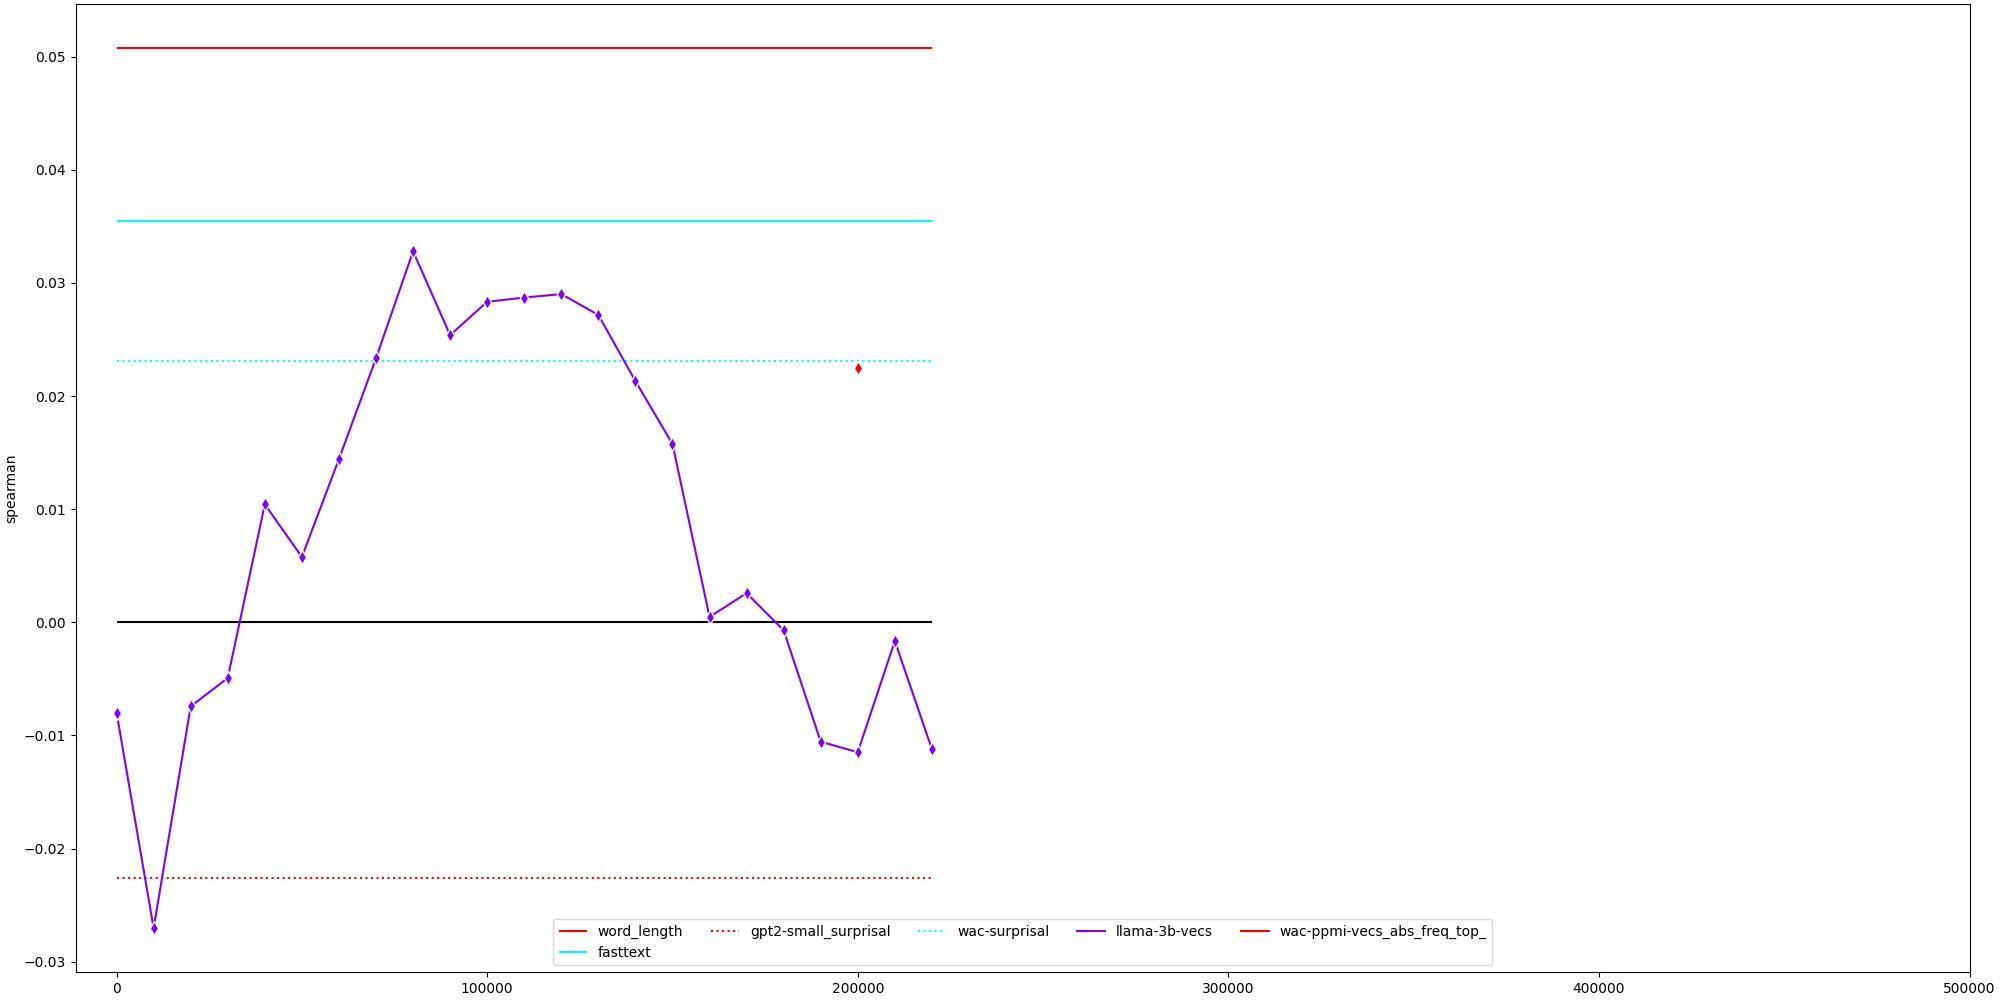 0.05
0.04
0.03
0.02
0.01
0.00
−0.01
−0.02
−0.03
spearman
word_length gpt2-small_surprisal wac-surprisal llama-3b-vecs wac-ppmi-vecs_abs_freq_top_
fasttext
0 100000 200000 300000 400000 500000